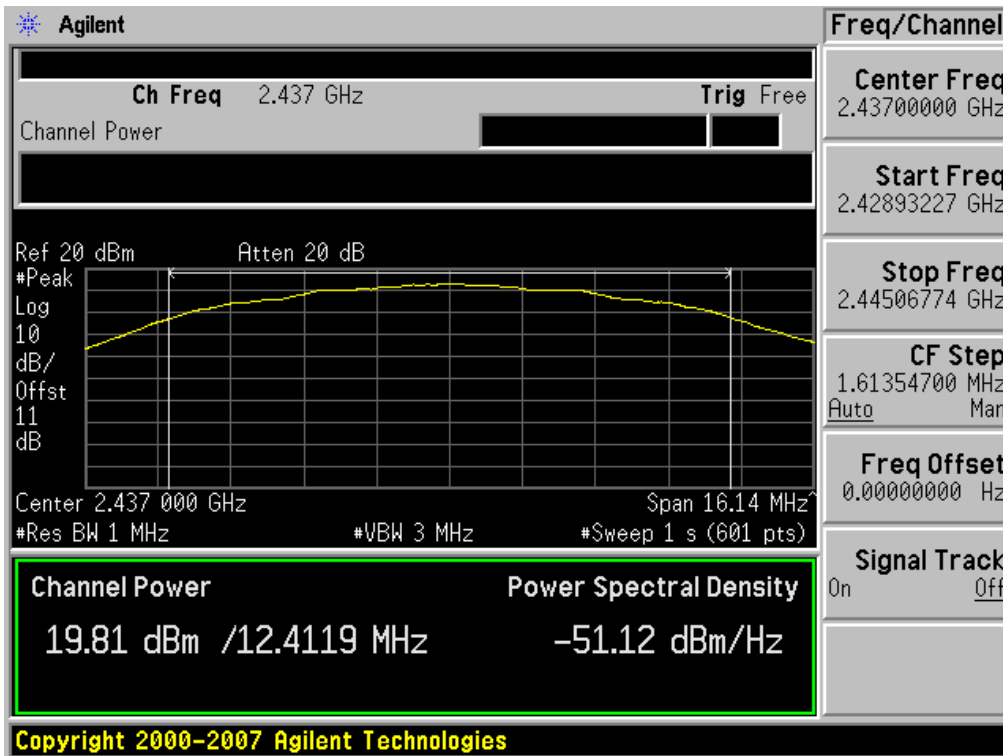 Agilent
Freq/Channel
Ch Freq 2.437 GHz Trig Free
Channel Power
Center Freq
2.43700000 GHz
Start Freq
2.42893227 GHz
Stop Freq
2.44506774 GHz
CF Step
1.61354700 MHz
Auto Man
Freq Offset
0.00000000 Hz
Signal Track
On Off
Ref 20 dBm Atten 20 dB
#Peak
Log
10
dB/
Offst
11
dB
Center 2.437 000 GHz Span 16.14 MHz^
#Res BW 1 MHz #VBW 3 MHz #Sweep 1 s (601 pts)
Channel Power Power Spectral Density
19.81 dBm /12.4119 MHz -51.12 dBm/Hz
Copyright 2000-2007 Agilent Technologies